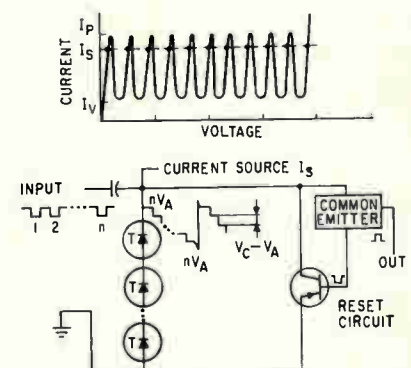 I_P
I_S
I_V
CURRENT
VOLTAGE
CURRENT SOURCE I_S
INPUT
1 2 n
nV_A
nV_A
V_C-V_A
COMMON
EMITTER
OUT
RESET
CIRCUIT
T
T
T